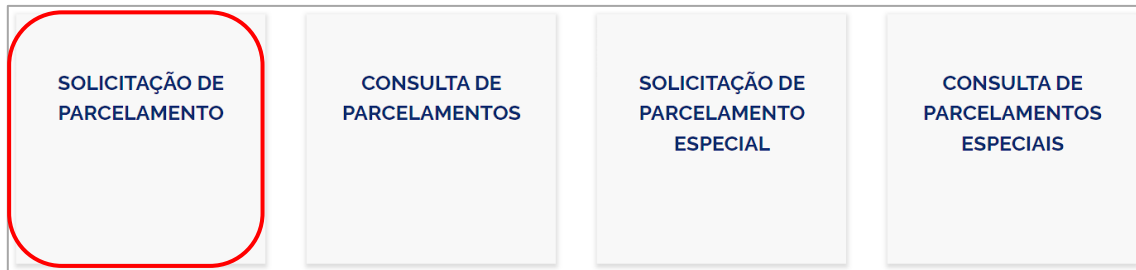 SOLICITAÇÃO DE
PARCELAMENTO
CONSULTA DE
PARCELAMENTOS
SOLICITAÇÃO DE
PARCELAMENTO
ESPECIAL
CONSULTA DE
PARCELAMENTOS
ESPECIAIS